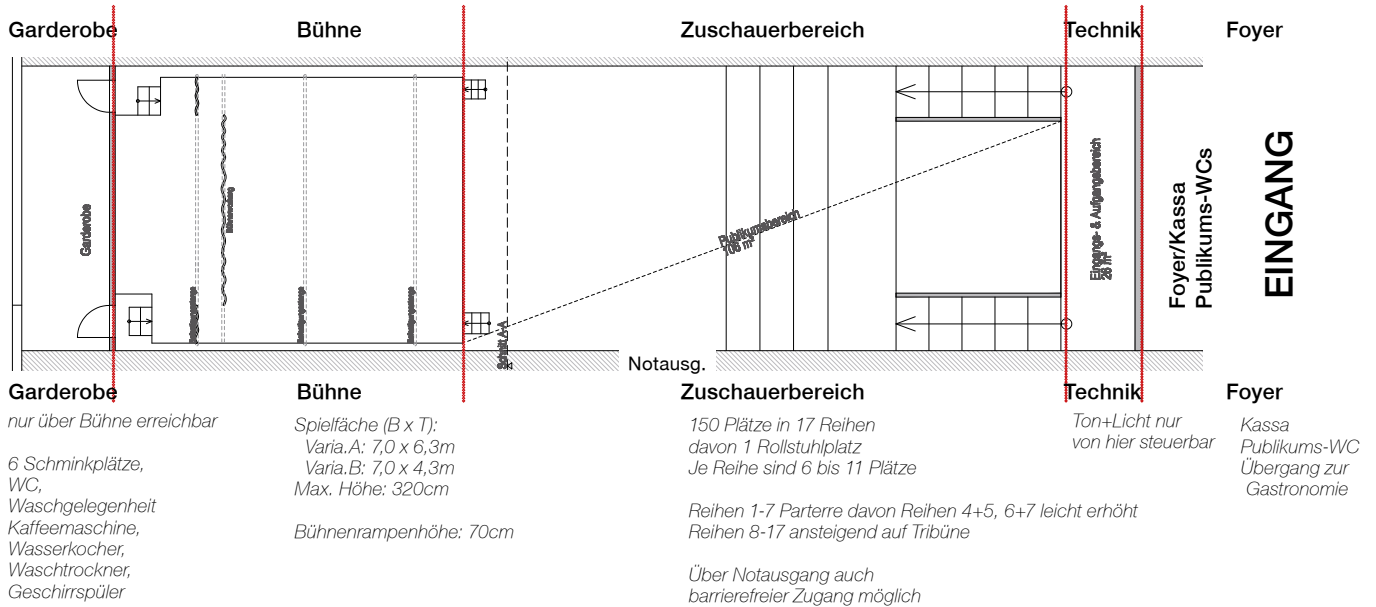 Garderobe
Bühne
Zuschauerbereich
Technik
Foyer
Garderobe
Bühnenvorhang
Publikumsbereich
106 m²
Schnitt A-A
Eingangs- & Aufgangsbereich
26 m²
Foyer/Kassa
Publikums-WCs
EINGANG
Notausg.
Garderobe
Bühne
Zuschauerbereich
Technik
Foyer
nur über Bühne erreichbar
6 Schminkplätze,
WC,
Waschgelegenheit
Kaffeemaschine,
Wasserkocher,
Waschtrockner,
Geschirrspüler
Spielfäche (B x T):
Varia.A: 7,0 x 6,3m
Varia.B: 7,0 x 4,3m
Max. Höhe: 320cm
Bühnenrampenhöhe: 70cm
150 Plätze in 17 Reihen
davon 1 Rollstuhlplatz
Je Reihe sind 6 bis 11 Plätze
Reihen 1-7 Parterre davon Reihen 4+5, 6+7 leicht erhöht
Reihen 8-17 ansteigend auf Tribüne
Über Notausgang auch
barrierefreier Zugang möglich
Ton+Licht nur
von hier steuerbar
Kassa
Publikums-WC
Übergang zur
Gastronomie